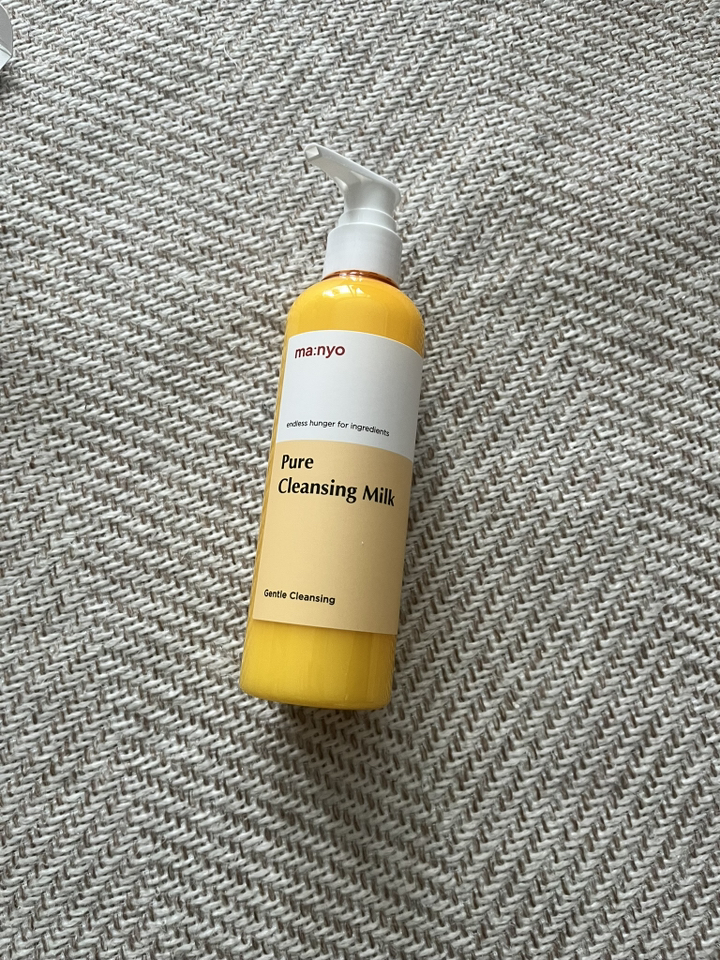 ma:nyo
endless hunger for ingredients
Pure
Cleansing Milk
Gentle Cleansing